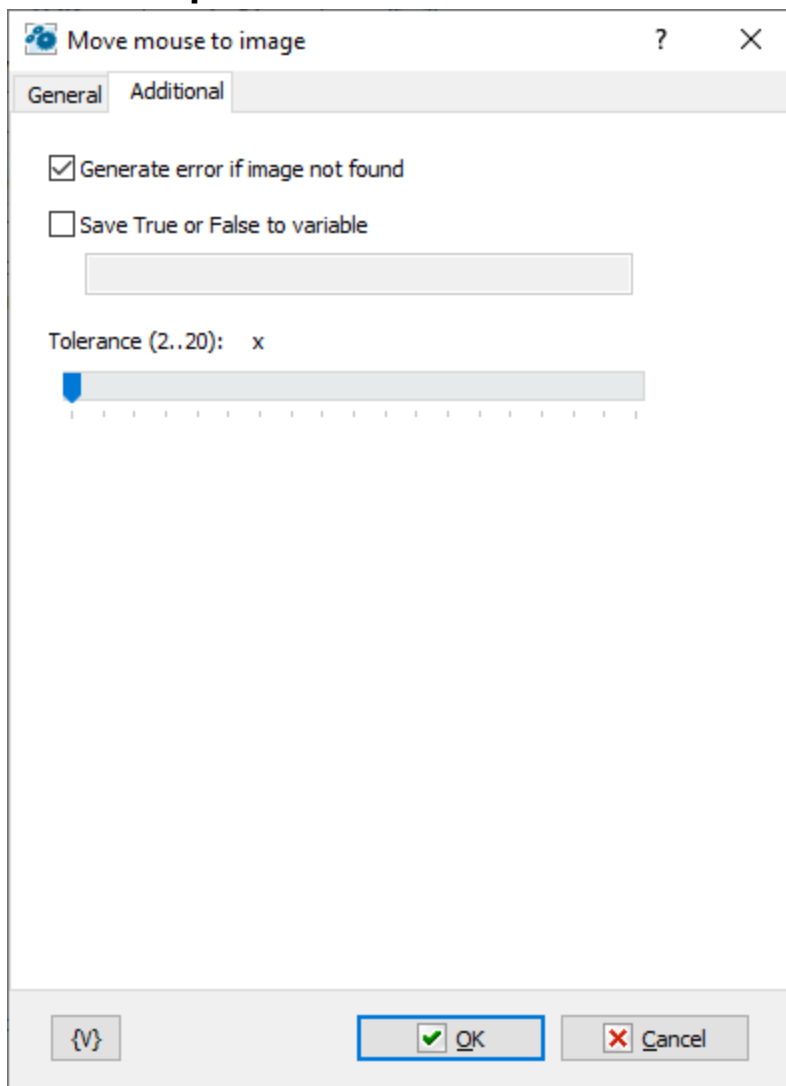 Move mouse to image ?
General Additional
Generate error if image not found
Save True or False to variable
Tolerance (2..20): x
{V} OK Cancel